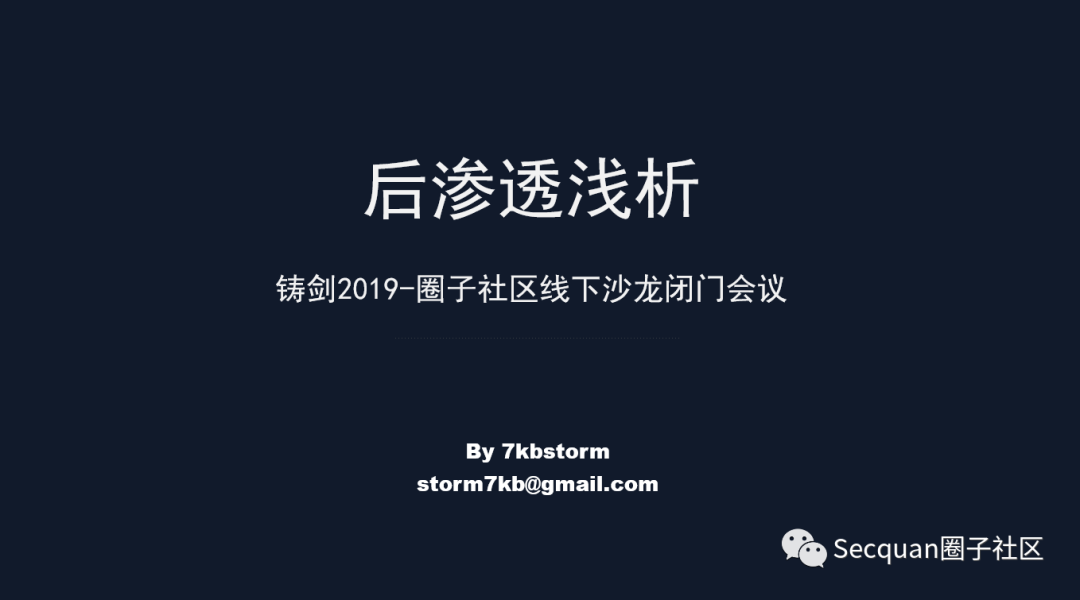 后渗透浅析
铸剑2019-圈子社区线下沙龙闭门会议
By 7kbstorm
storm7kb@gmail.com
Secquan圈子社区